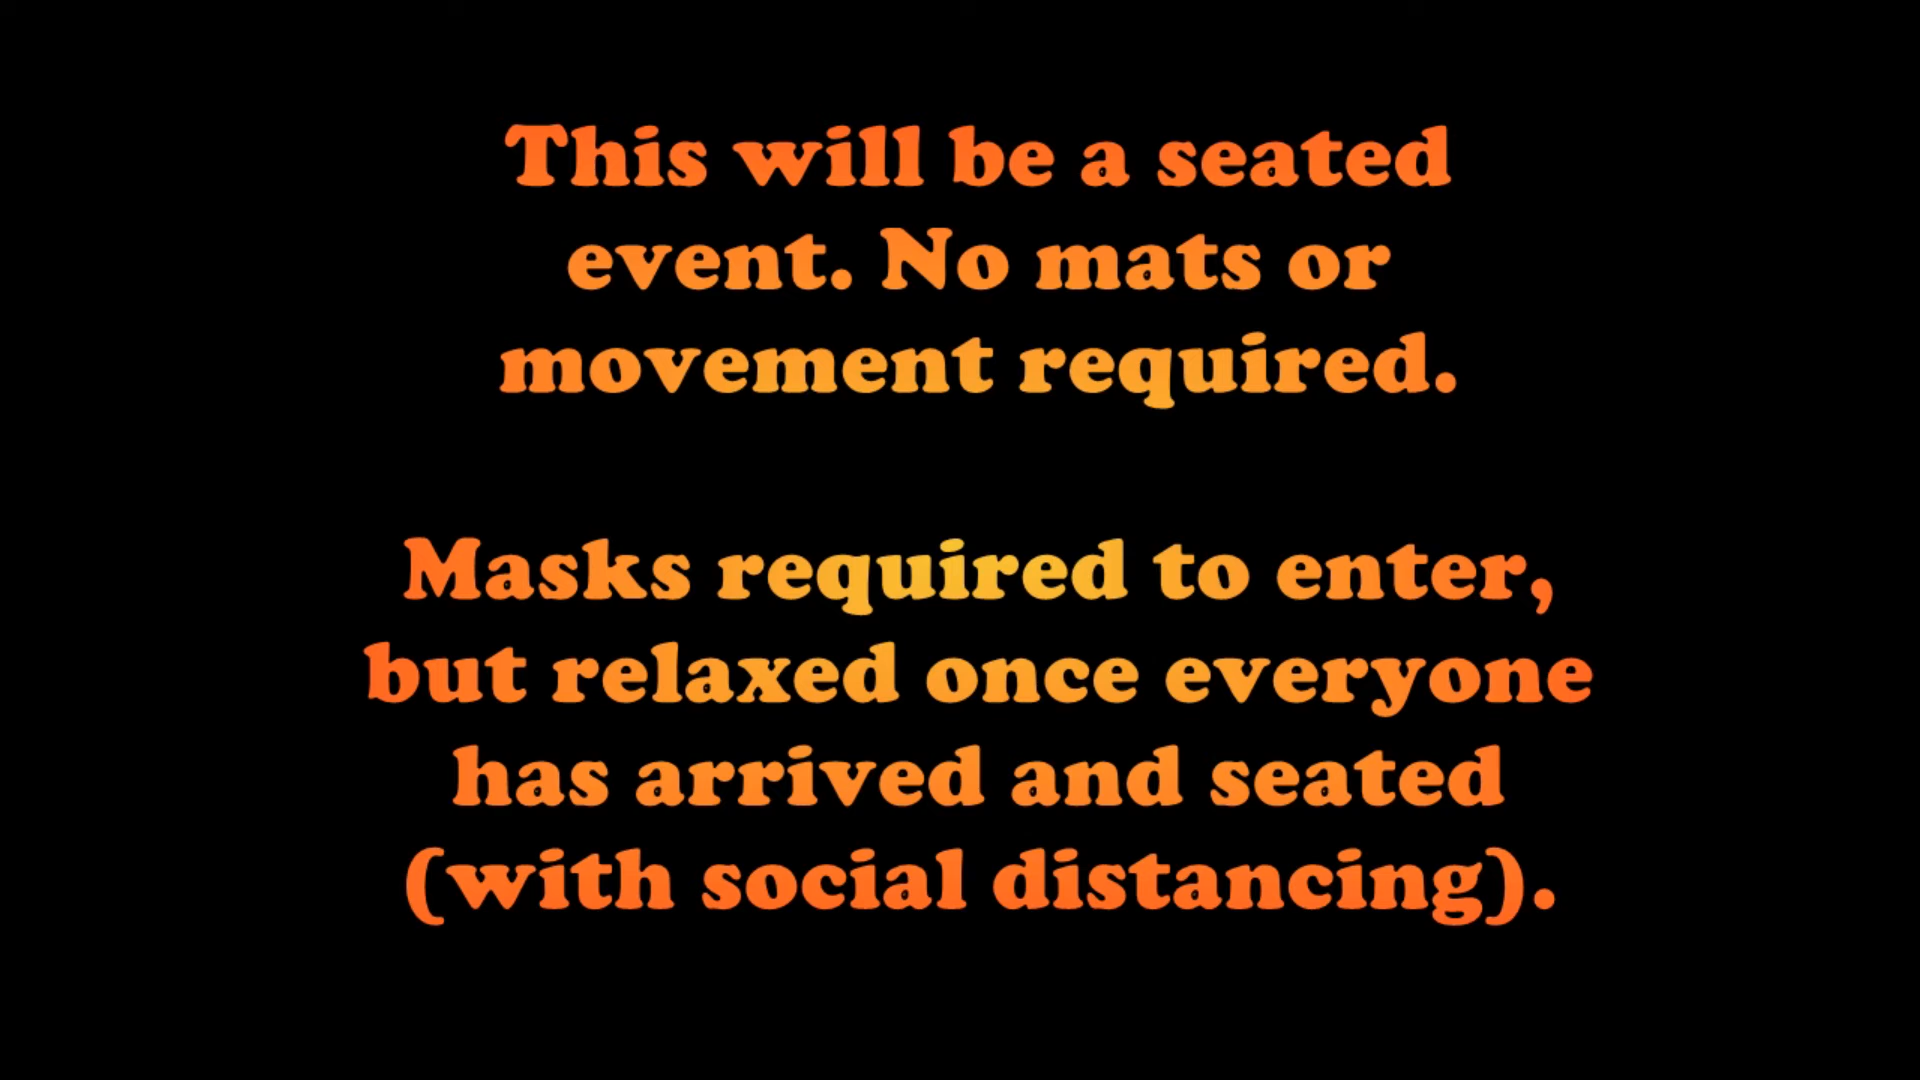 This will be a seated
event. No mats or
movement required.
Masks required to enter,
but relaxed once everyone
has arrived and seated
(with social distancing).